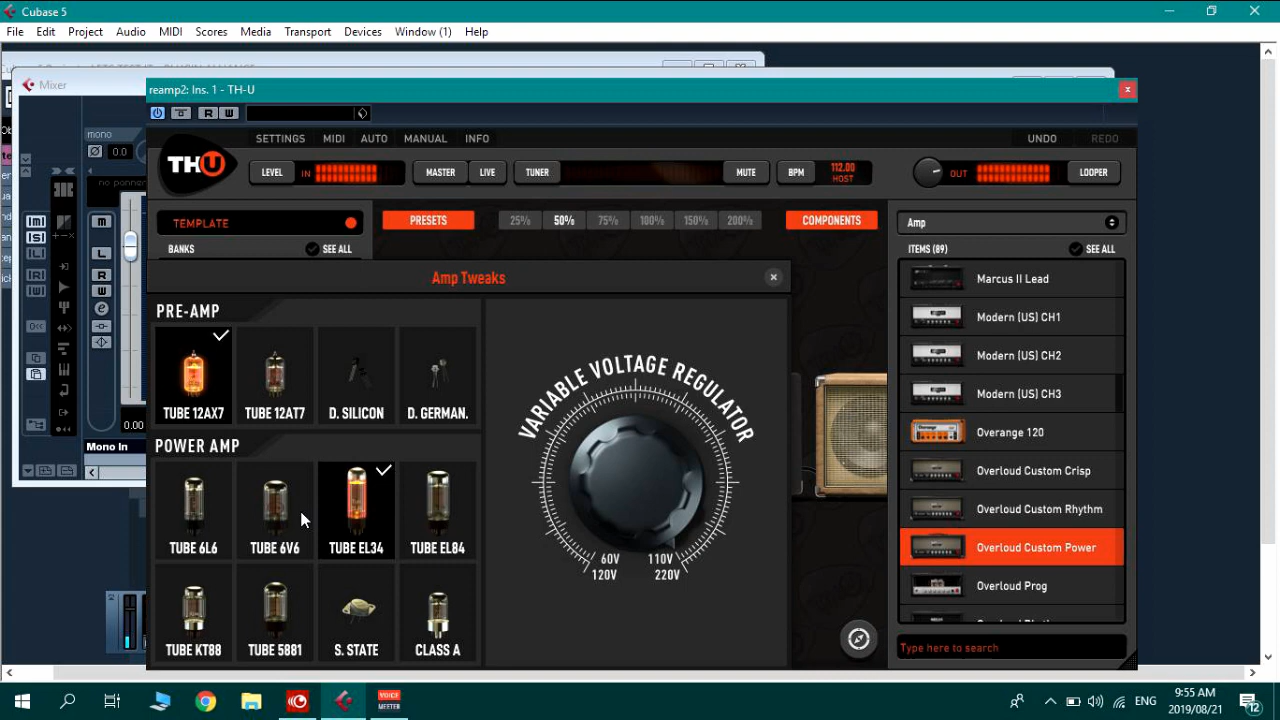 Cubase 5
File Edit Project Audio MIDI Scores Media Transport Devices Window (1) Help
Mixer
reamp2: Ins. 1 - TH-U
R W
mono
0.0
SETTINGS MIDI AUTO MANUAL INFO UNDO REDO
THU
LEVEL IN MASTER LIVE TUNER MUTE BPM 112.00 HOST OUT LOOPER
TEMPLATE PRESETS 25% 50% 75% 100% 150% 200% COMPONENTS Amp
BANKS SEE ALL ITEMS (89) SEE ALL
Amp Tweaks
PRE-AMP
TUBE 12AX7 TUBE 12AT7 D. SILICON D. GERMAN.
POWER AMP
TUBE 6L6 TUBE 6V6 TUBE EL34 TUBE EL84
TUBE KT88 TUBE 5881 S. STATE CLASS A
VARIABLE VOLTAGE REGULATOR
60V 110V
120V 220V
Marcus II Lead
Modern (US) CH1
Modern (US) CH2
Modern (US) CH3
Overange 120
Overloud Custom Crisp
Overloud Custom Rhythm
Overloud Custom Power
Overloud Prog
Type here to search
0.00
Mono In
VOICE
MEETER
ENG
9:55 AM
2019/08/21
12